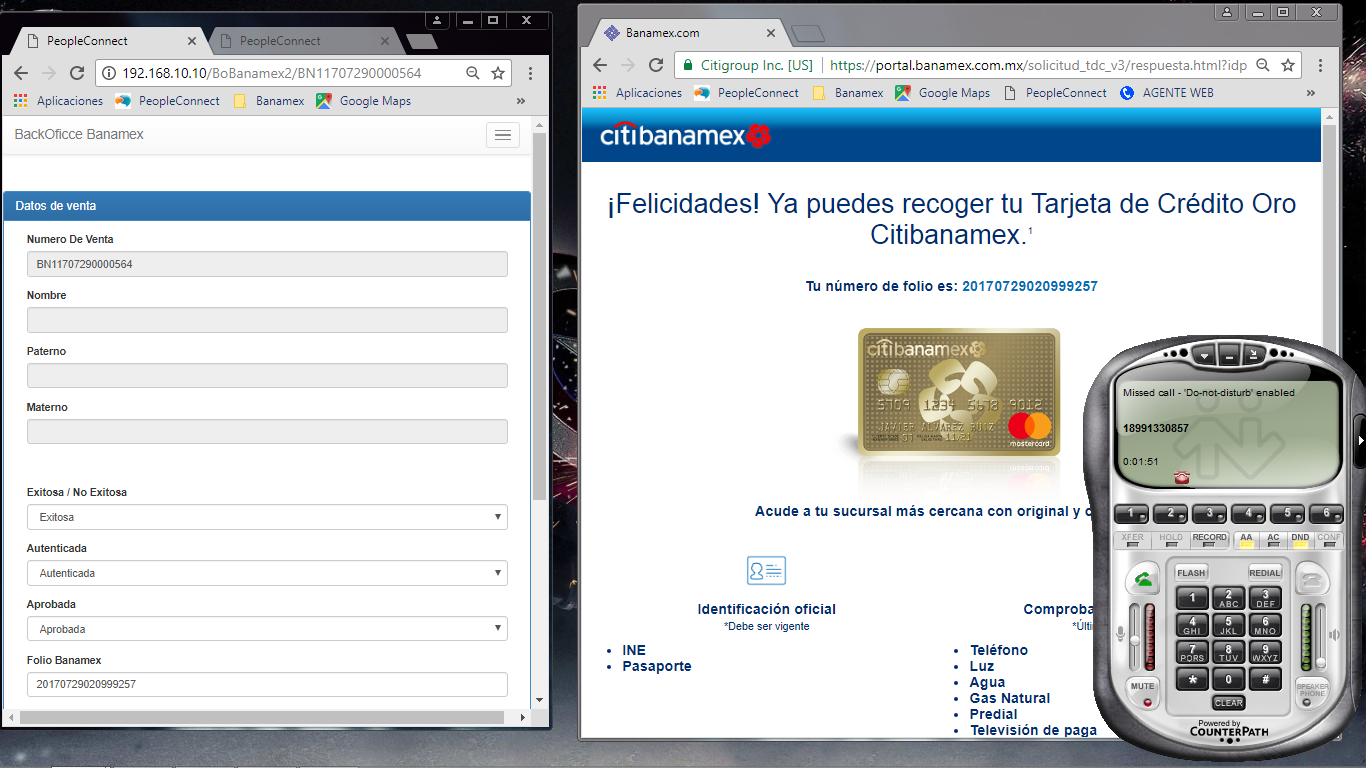 PeopleConnect
PeopleConnect
192.168.10.10/BoBanamex2/BN11707290000564
Aplicaciones PeopleConnect Banamex Google Maps »
BackOficce Banamex
Datos de venta
Numero De Venta
BN11707290000564
Nombre
Paterno
Materno
Exitosa / No Exitosa
Exitosa
Autenticada
Autenticada
Aprobada
Aprobada
Folio Banamex
20170729020999257
Banamex.com
Citigroup Inc. [US] https://portal.banamex.com.mx/solicitud_tdc_v3/respuesta.html?idp
Aplicaciones PeopleConnect Banamex Google Maps PeopleConnect AGENTE WEB »
citibanamex
¡Felicidades! Ya puedes recoger tu Tarjeta de Crédito Oro
Citibanamex.1
Tu número de folio es: 20170729020999257
citibanamex
5709 1234 5678 9012
11/21
JAVIER ALVAREZ RUIZ
mastercard
Acude a tu sucursal más cercana con original y c
Identificación oficial
*Debe ser vigente
• INE
• Pasaporte
Comproba
*Últi
• Teléfono
• Luz
• Agua
• Gas Natural
• Predial
• Televisión de paga
Missed call - 'Do-not-disturb' enabled
18991330857
0:01:51
1 2 3 4 5 6
XFER HOLD RECORD AA AC DND CONF
FLASH REDIAL
1 2 ABC 3 DEF
4 GHI 5 JKL 6 MNO
7 PQRS 8 TUV 9 WXYZ
* 0 #
MUTE
SPEAKER PHONE
CLEAR
Powered by
COUNTERPATH